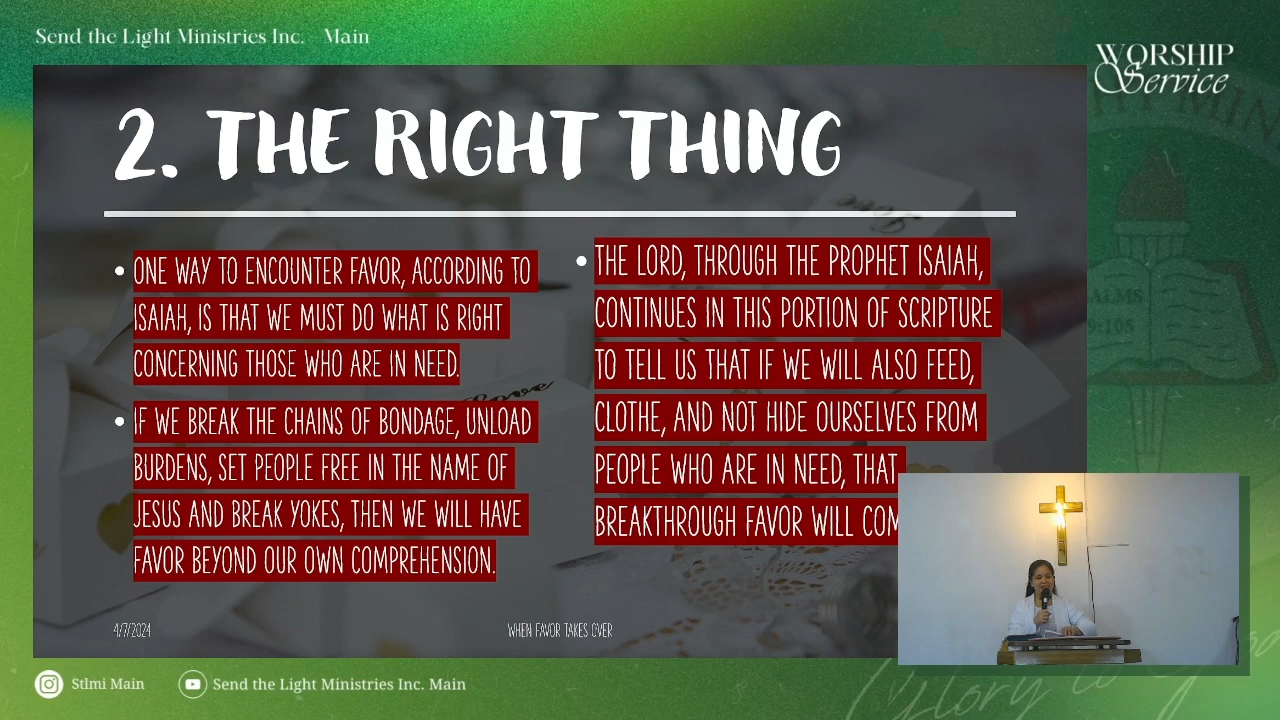 Send the Light Ministries Inc. Main
WORSHIP
Service
2. THE RIGHT THING
Love
• ONE WAY TO ENCOUNTER FAVOR, ACCORDING TO
ISAIAH, IS THAT WE MUST DO WHAT IS RIGHT
CONCERNING THOSE WHO ARE IN NEED.
• IF WE BREAK THE CHAINS OF BONDAGE, UNLOAD
BURDENS, SET PEOPLE FREE IN THE NAME OF
JESUS AND BREAK YOKES, THEN WE WILL HAVE
FAVOR BEYOND OUR OWN COMPREHENSION.
Love
• THE LORD, THROUGH THE PROPHET ISAIAH,
CONTINUES IN THIS PORTION OF SCRIPTURE
TO TELL US THAT IF WE WILL ALSO FEED,
CLOTHE, AND NOT HIDE OURSELVES FROM
PEOPLE WHO ARE IN NEED, THAT
BREAKTHROUGH FAVOR WILL COM
4/7/2024
WHEN FAVOR TAKES OVER
Stlmi Main
Send the Light Ministries Inc. Main